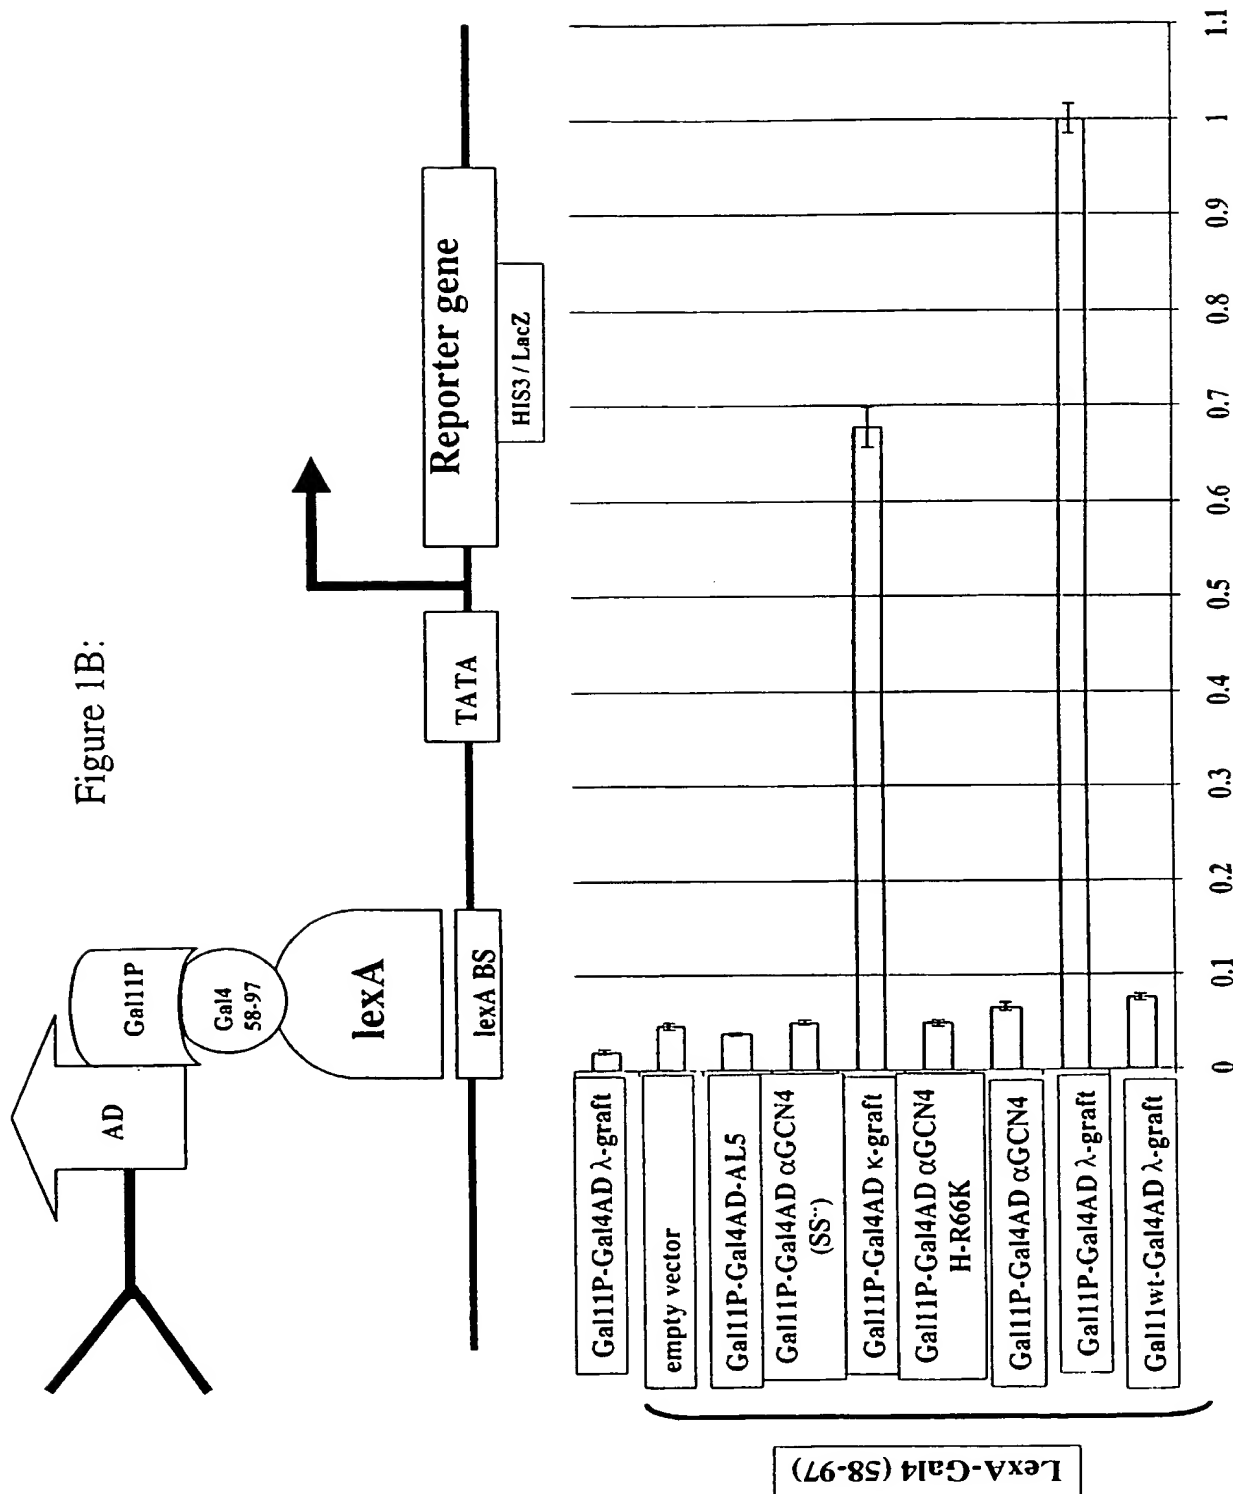 Figure 1B:
AD
Gal11P
Gal4
58-97
lexA
lexA BS
TATA
Reporter gene
HIS3 / LacZ
LexA-Gal4 (58-97)
Gal11P-Gal4AD λ-graft
empty vector
Gal11P-Gal4AD-AL5
Gal11P-Gal4AD αGCN4
(SS--)
Gal11P-Gal4AD κ-graft
Gal11P-Gal4AD αGCN4
H-R66K
Gal11P-Gal4AD αGCN4
Gal11P-Gal4AD λ-graft
Gal11wt-Gal4AD λ-graft
0
0.1
0.2
0.3
0.4
0.5
0.6
0.7
0.8
0.9
1
1.1